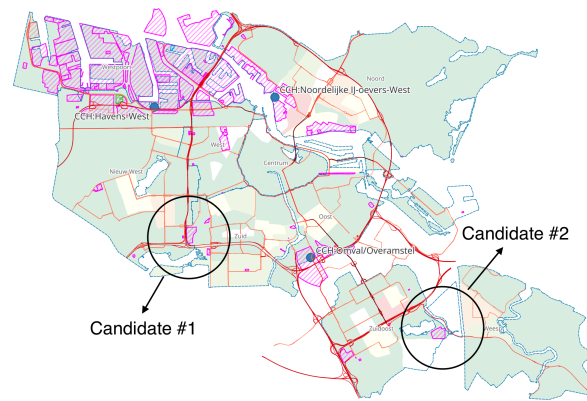 Westpoort
Noord
CCH:Noordelijke IJ-oevers-West
CCH:Havens-West
West
Centrum
Nieuw-West
Oost
Zuid
CCH:Omval/Overamstel
Candidate #2
Candidate #1
Zuidoost
Weesp